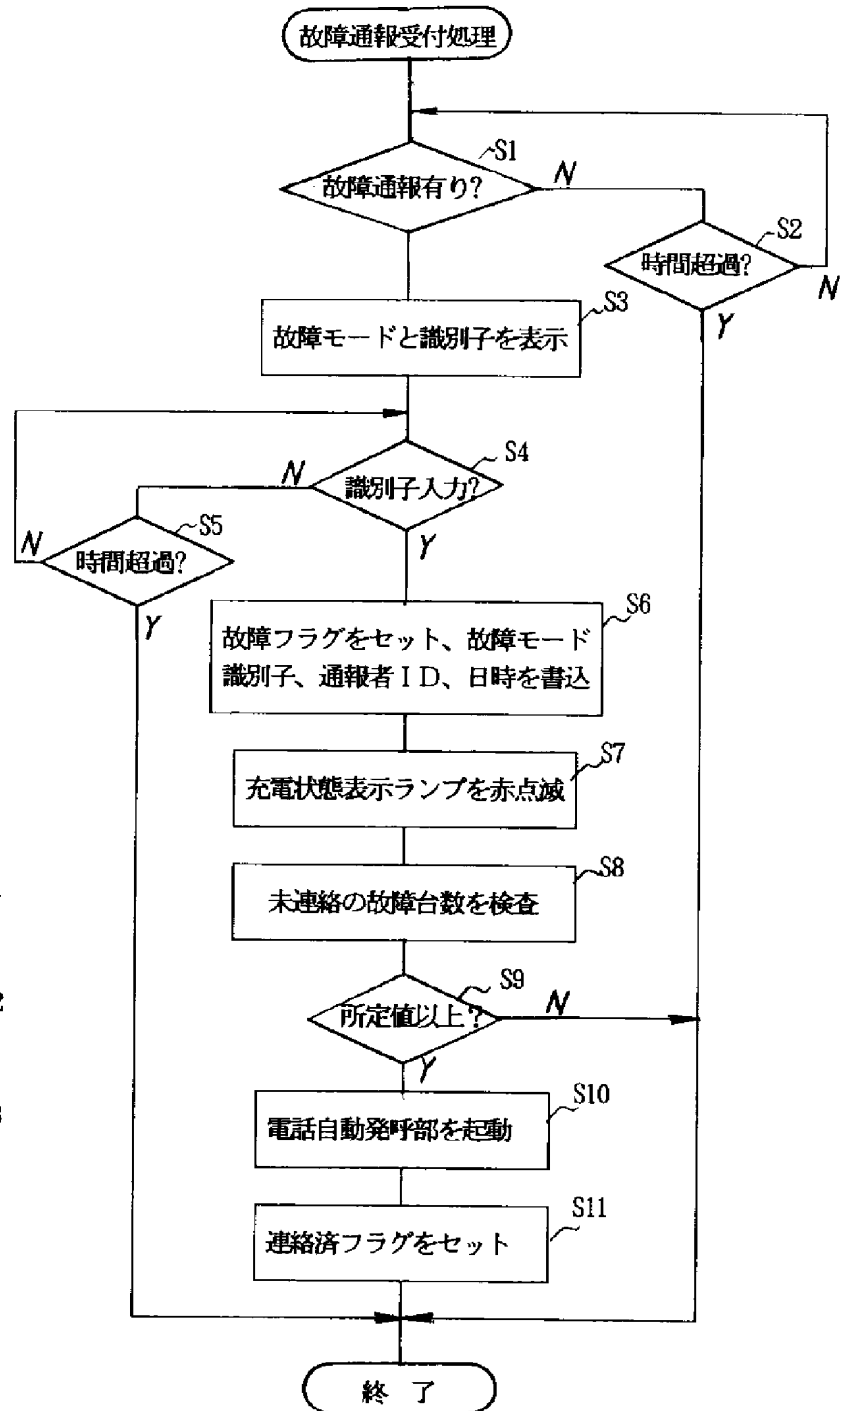 故障通報受付処理
S1
故障通報有り?
N
S2
時間超過?
N
Y
S3
故障モードと識別子を表示
S4
識別子入力?
N
Y
S5
時間超過?
N
Y
S6
故障フラグをセット、故障モード
識別子、通報者ID、日時を書込
S7
充電状態表示ランプを赤点滅
S8
未連絡の故障台数を検査
S9
所定値以上?
N
Y
S10
電話自動発呼部を起動
S11
連絡済フラグをセット
終 了